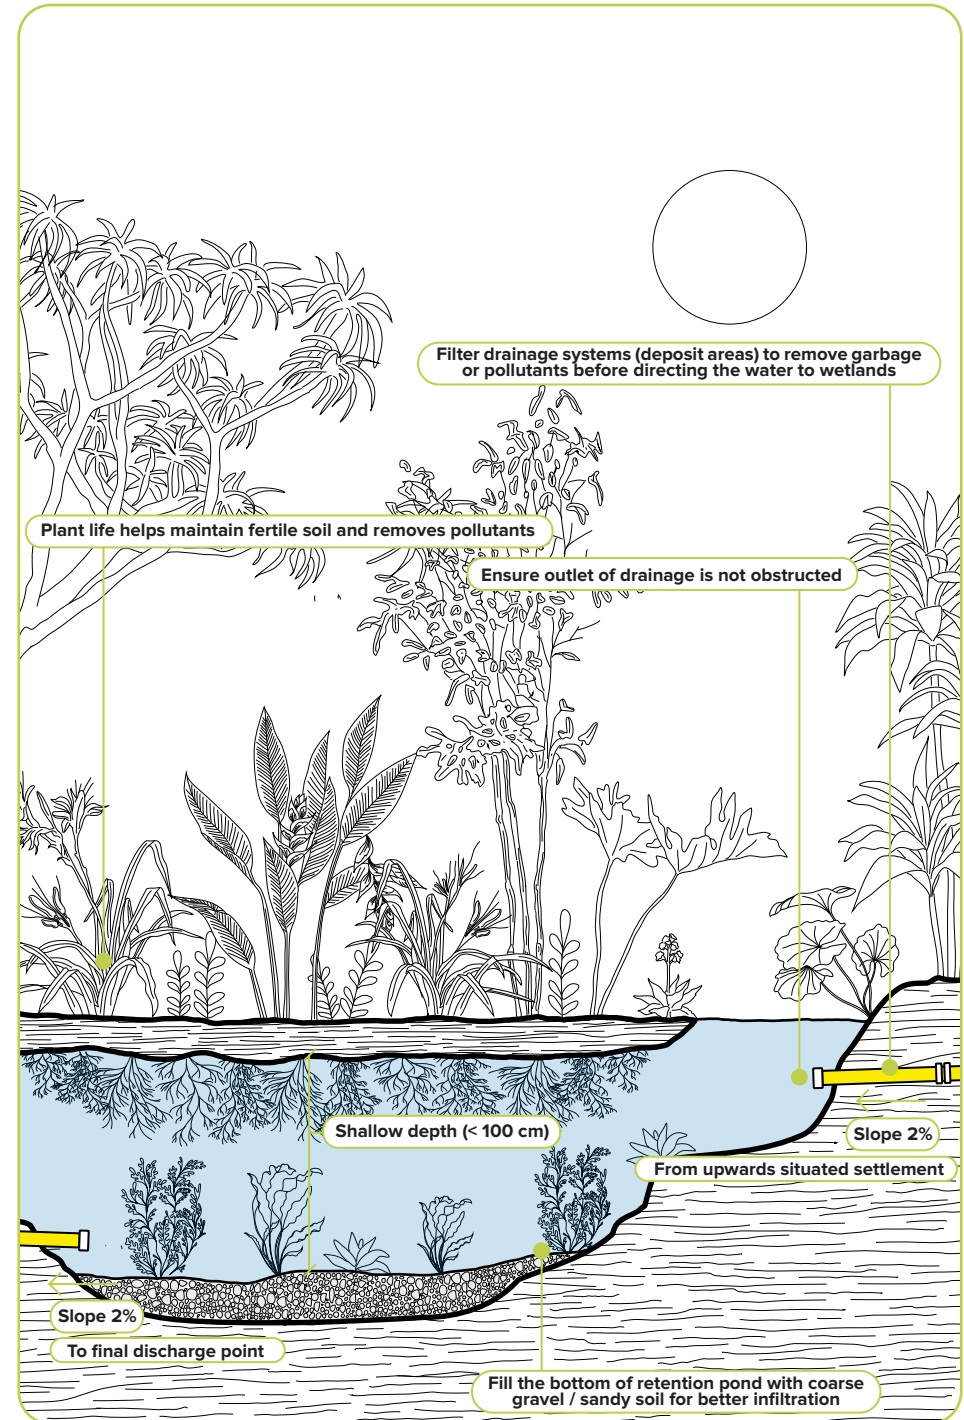 Filter drainage systems (deposit areas) to remove garbage
or pollutants before directing the water to wetlands
Plant life helps maintain fertile soil and removes pollutants
Ensure outlet of drainage is not obstructed
Shallow depth (< 100 cm)
Slope 2%
From upwards situated settlement
Slope 2%
To final discharge point
Fill the bottom of retention pond with coarse
gravel / sandy soil for better infiltration